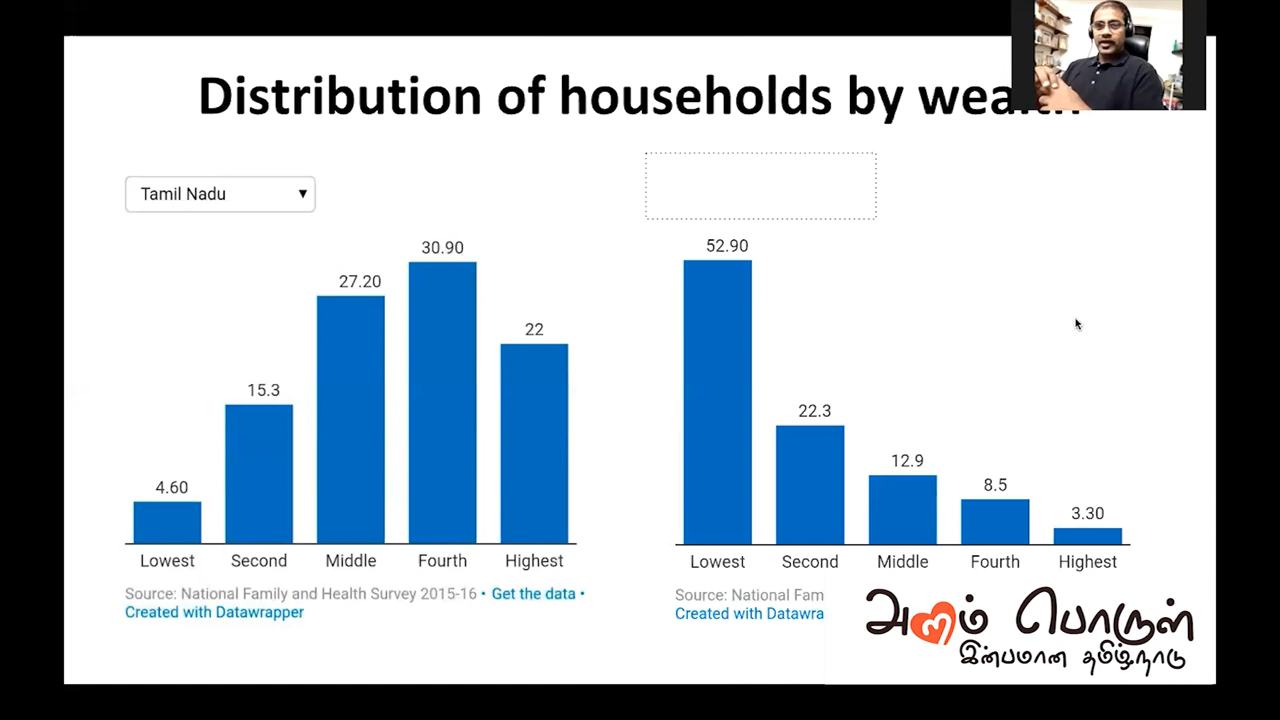 Distribution of households by wealth
Tamil Nadu
4.60
15.3
27.20
30.90
22
Lowest
Second
Middle
Fourth
Highest
Source: National Family and Health Survey 2015-16 • Get the data •
Created with Datawrapper
52.90
22.3
12.9
8.5
3.30
Lowest
Second
Middle
Fourth
Highest
Source: National Fam
Created with Datawra
அறம் பொருள்
இன்பமான தமிழ்நாடு